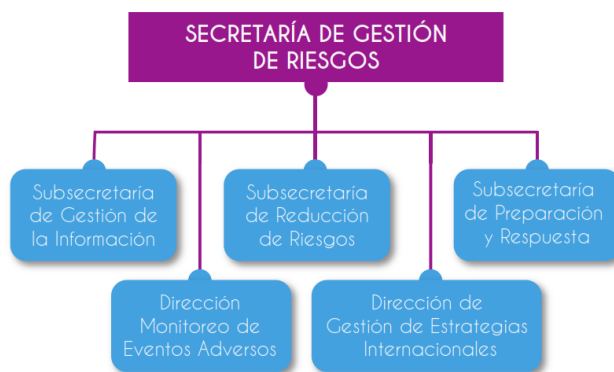 SECRETARÍA DE GESTIÓN
DE RIESGOS
Subsecretaría
de Gestión de
la Información
Subsecretaría
de Reducción
de Riesgos
Subsecretaría
de Preparación
y Respuesta
Dirección
Monitoreo de
Eventos Adversos
Dirección de
Gestión de Estrategias
Internacionales